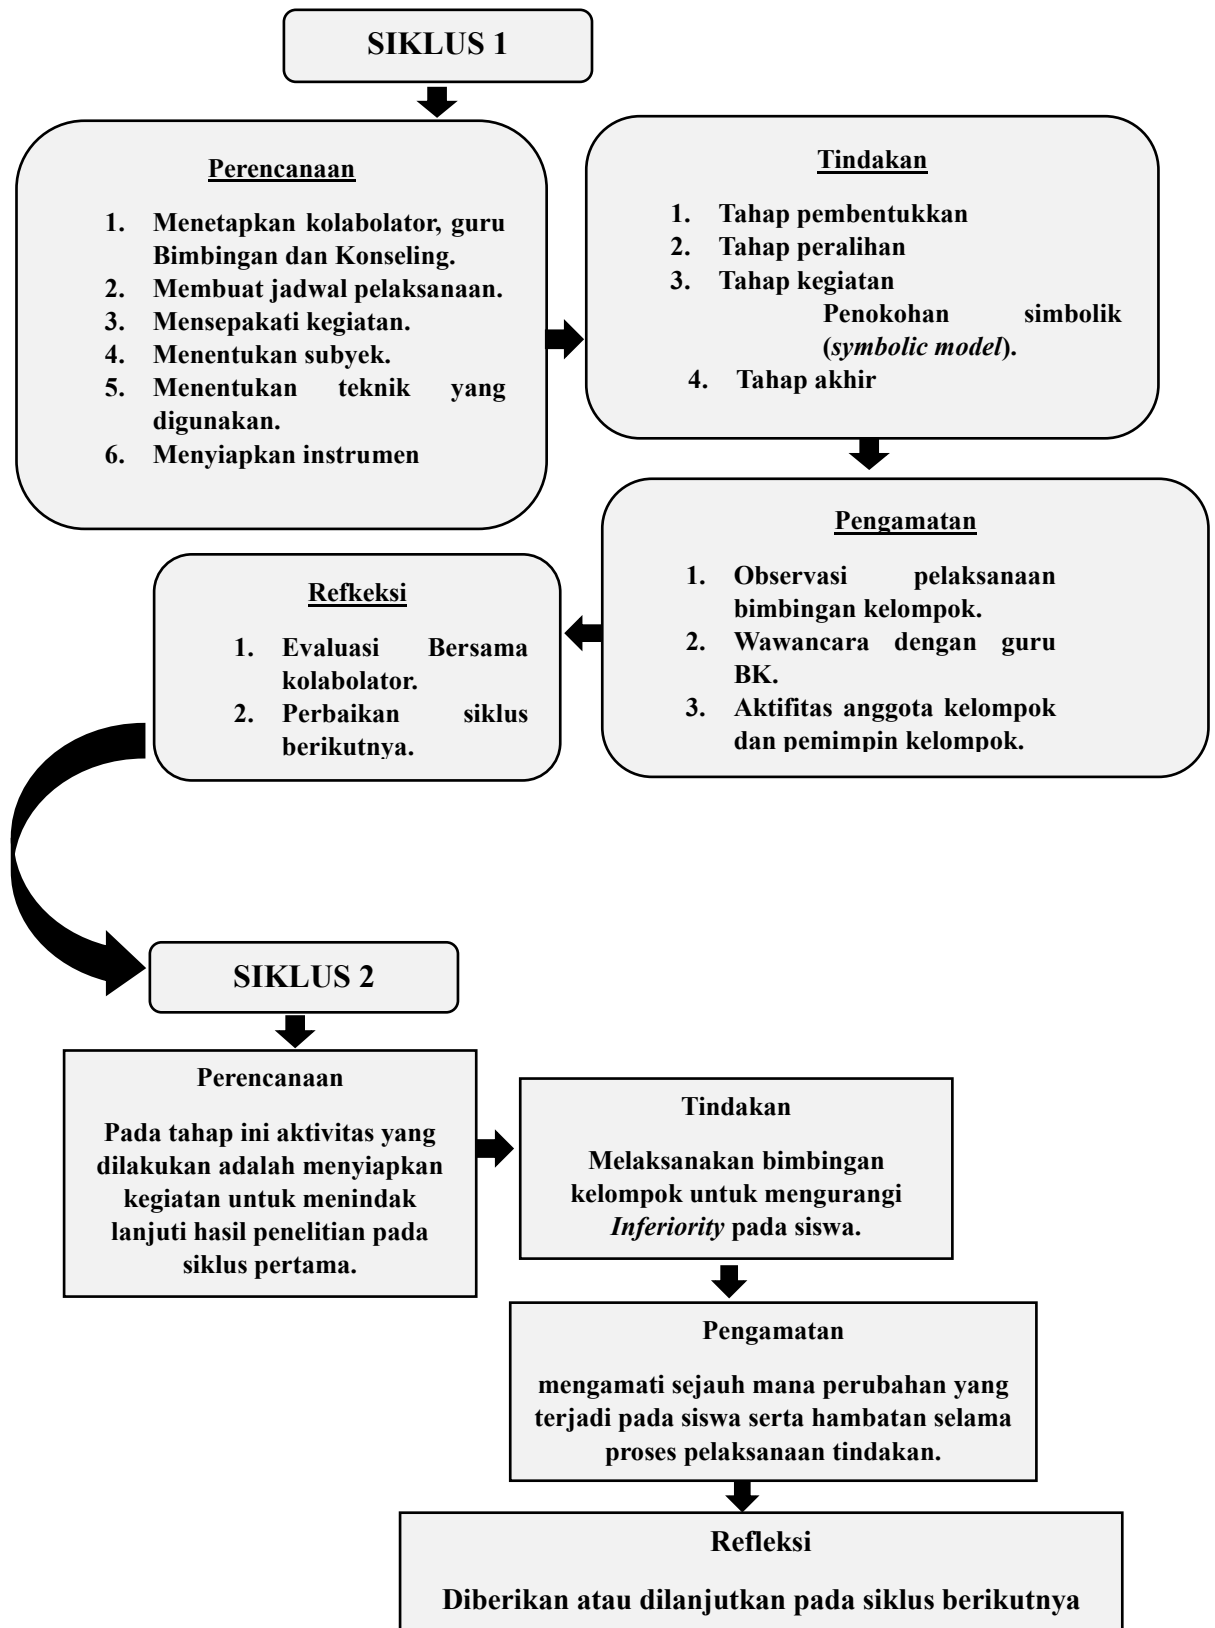 SIKLUS 1
Perencanaan
1. Menetapkan kolabolator, guru
Bimbingan dan Konseling.
2. Membuat jadwal pelaksanaan.
3. Mensepakati kegiatan.
4. Menentukan subyek.
5. Menentukan teknik yang
digunakan.
6. Menyiapkan instrumen
Tindakan
1. Tahap pembentukkan
2. Tahap peralihan
3. Tahap kegiatan
Penokohan simbolik
(symbolic model).
4. Tahap akhir
Pengamatan
1. Observasi pelaksanaan
bimbingan kelompok.
2. Wawancara dengan guru
BK.
3. Aktifitas anggota kelompok
dan pemimpin kelompok.
Refkeksi
1. Evaluasi Bersama
kolabolator.
2. Perbaikan siklus
berikutnya.
SIKLUS 2
Perencanaan
Pada tahap ini aktivitas yang
dilakukan adalah menyiapkan
kegiatan untuk menindak
lanjuti hasil penelitian pada
siklus pertama.
Tindakan
Melaksanakan bimbingan
kelompok untuk mengurangi
Inferiority pada siswa.
Pengamatan
mengamati sejauh mana perubahan yang
terjadi pada siswa serta hambatan selama
proses pelaksanaan tindakan.
Refleksi
Diberikan atau dilanjutkan pada siklus berikutnya